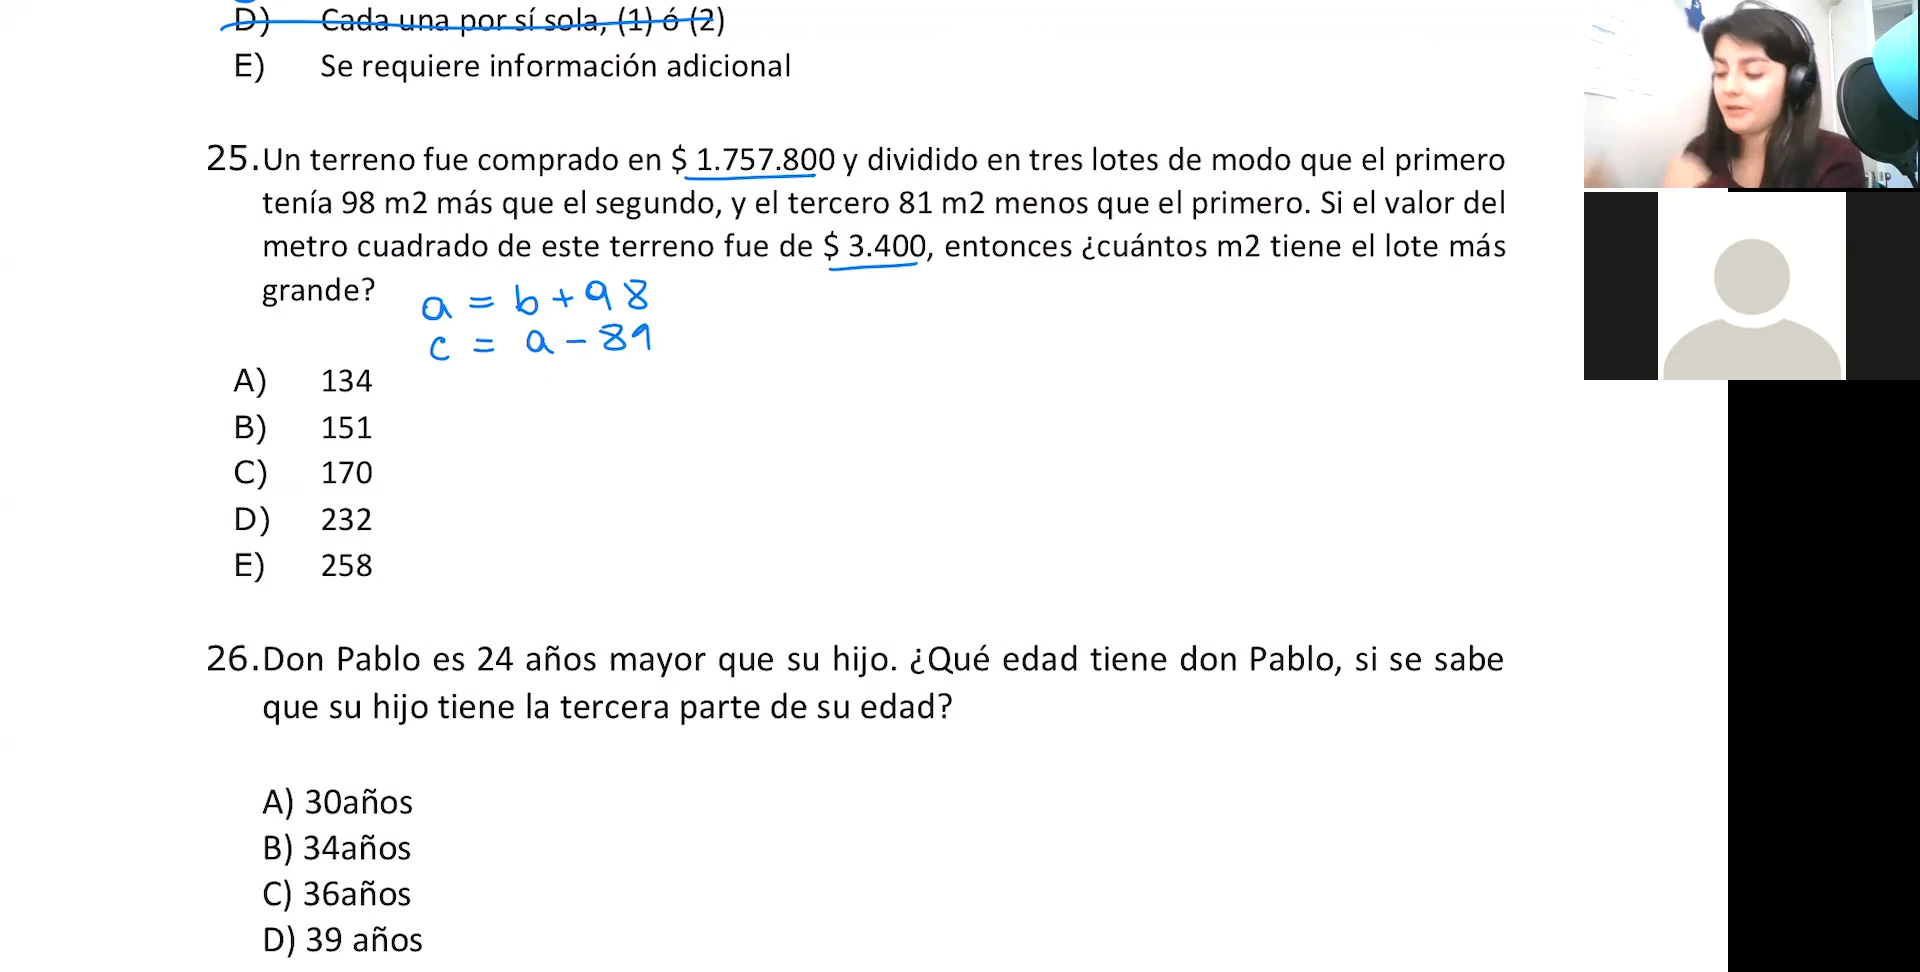 D) Cada una por sí sola, (1) ó (2)
E) Se requiere información adicional
25. Un terreno fue comprado en $ 1.757.800 y dividido en tres lotes de modo que el primero
tenía 98 m2 más que el segundo, y el tercero 81 m2 menos que el primero. Si el valor del
metro cuadrado de este terreno fue de $ 3.400, entonces ¿cuántos m2 tiene el lote más
grande?
a = b + 98
c = a - 81
A) 134
B) 151
C) 170
D) 232
E) 258
26. Don Pablo es 24 años mayor que su hijo. ¿Qué edad tiene don Pablo, si se sabe
que su hijo tiene la tercera parte de su edad?
A) 30años
B) 34años
C) 36años
D) 39 años